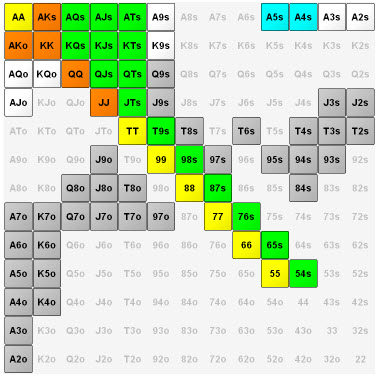 AA AKs AQs AJs ATs A9s A8s A7s A6s A5s A4s A3s A2s
AKo KK KQs KJs KTs K9s K8s K7s K6s K5s K4s K3s K2s
AQo KQo QQ QJs QTs Q9s Q8s Q7s Q6s Q5s Q4s Q3s Q2s
AJo KJo QJo JJ JTs J9s J8s J7s J6s J5s J4s J3s J2s
ATo KTo QTo JTo TT T9s T8s T7s T6s T5s T4s T3s T2s
A9o K9o Q9o J9o T9o 99 98s 97s 96s 95s 94s 93s 92s
A8o K8o Q8o J8o T8o 98o 88 87s 86s 85s 84s 83s 82s
A7o K7o Q7o J7o T7o 97o 87o 77 76s 75s 74s 73s 72s
A6o K6o Q6o J6o T6o 96o 86o 76o 66 65s 64s 63s 62s
A5o K5o Q5o J5o T5o 95o 85o 75o 65o 55 54s 53s 52s
A4o K4o Q4o J4o T4o 94o 84o 74o 64o 54o 44 43s 42s
A3o K3o Q3o J3o T3o 93o 83o 73o 63o 53o 43o 33 32s
A2o K2o Q2o J2o T2o 92o 82o 72o 62o 52o 42o 32o 22